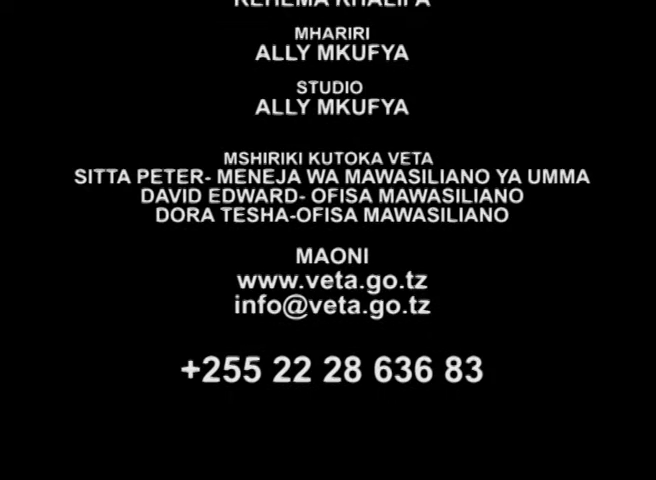 REHEMA KHALIFA
MHARIRI
ALLY MKUFYA
STUDIO
ALLY MKUFYA
MSHIRIKI KUTOKA VETA
SITTA PETER- MENEJA WA MAWASILIANO YA UMMA
DAVID EDWARD- OFISA MAWASILIANO
DORA TESHA-OFISA MAWASILIANO
MAONI
www.veta.go.tz
info@veta.go.tz
+255 22 28 636 83